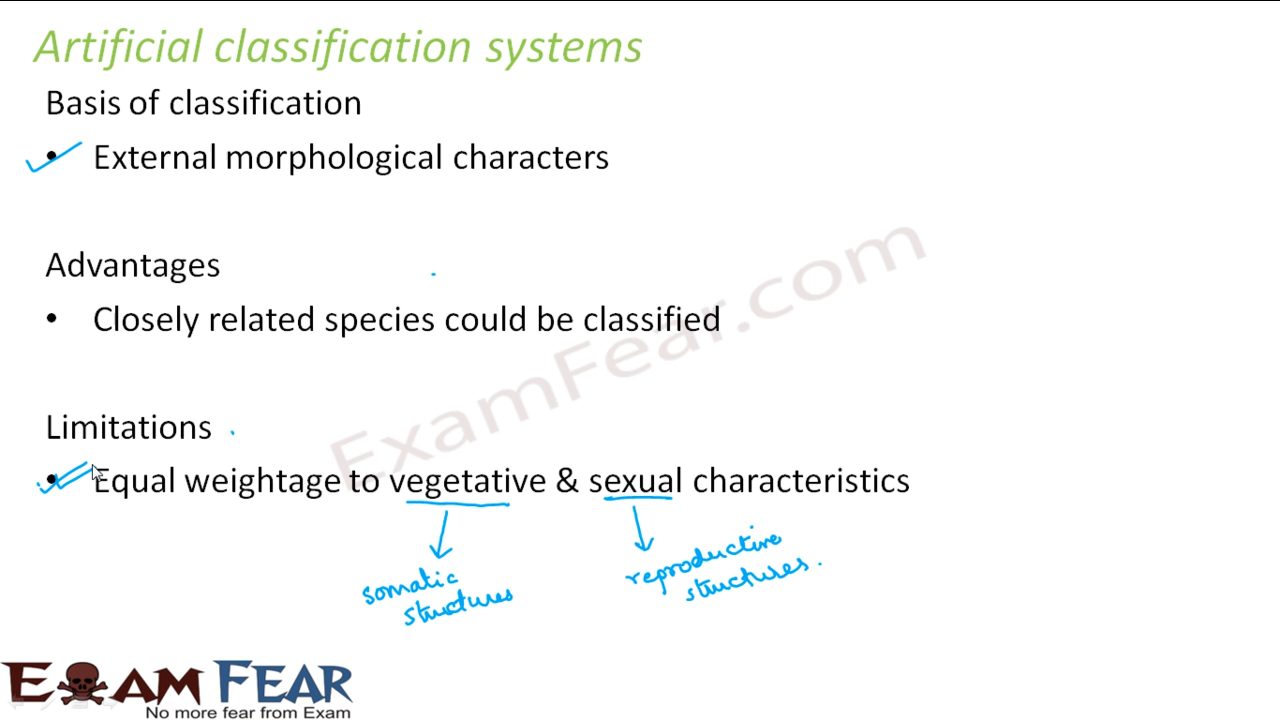 Artificial classification systems
Basis of classification
• External morphological characters
Advantages
• Closely related species could be classified
Limitations
• Equal weightage to vegetative & sexual characteristics
somatic
structures
reproductive
structures.
ExamFear.com
EXAM FEAR
No more fear from Exam